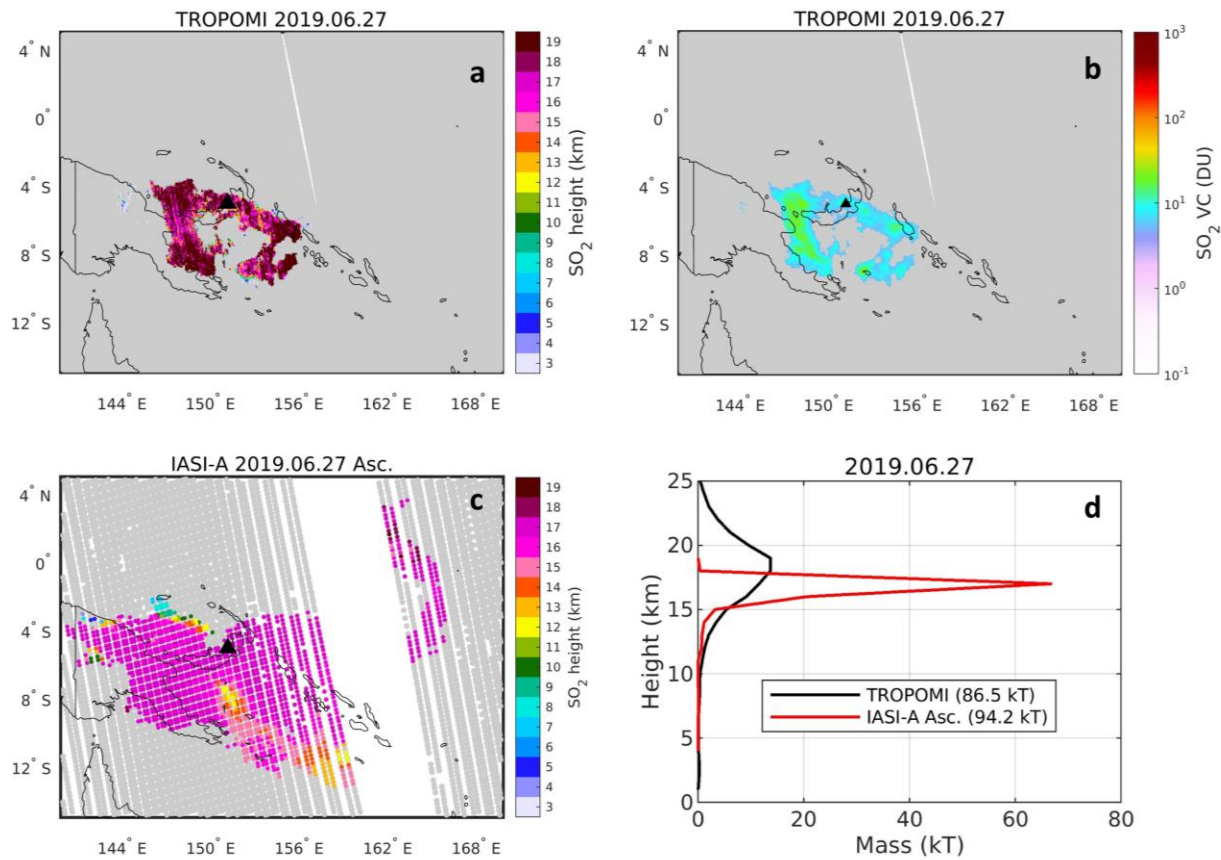 TROPOMI 2019.06.27
4° N
0°
4° S
8° S
12° S
144° E 150° E 156° E 162° E 168° E
a
19
18
17
16
15
14
13
12
11
10
9
8
7
6
5
4
3
SO₂ height (km)
TROPOMI 2019.06.27
4° N
0°
4° S
8° S
12° S
144° E 150° E 156° E 162° E 168° E
b
10³
10²
10¹
10⁰
10⁻¹
SO₂ VC (DU)
IASI-A 2019.06.27 Asc.
4° N
0°
4° S
8° S
12° S
144° E 150° E 156° E 162° E 168° E
c
19
18
17
16
15
14
13
12
11
10
9
8
7
6
5
4
3
SO₂ height (km)
2019.06.27
d
25
20
15
10
5
0
Height (km)
TROPOMI (86.5 kT)
IASI-A Asc. (94.2 kT)
0 20 40 60 80
Mass (kT)